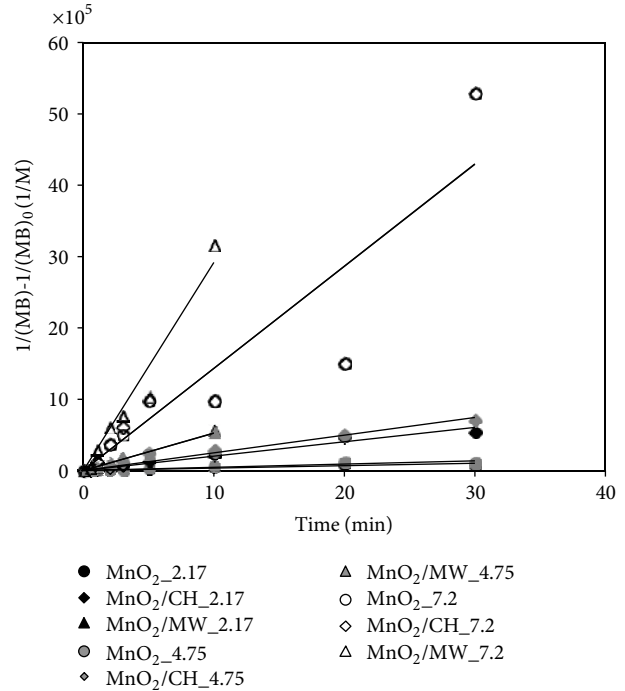 ×10⁵
60
50
40
30
20
10
0
1/(MB)-1/(MB)₀ (1/M)
0
10
20
30
40
Time (min)
MnO₂_2.17
MnO₂/CH_2.17
MnO₂/MW_2.17
MnO₂_4.75
MnO₂/CH_4.75
MnO₂/MW_4.75
MnO₂_7.2
MnO₂/CH_7.2
MnO₂/MW_7.2